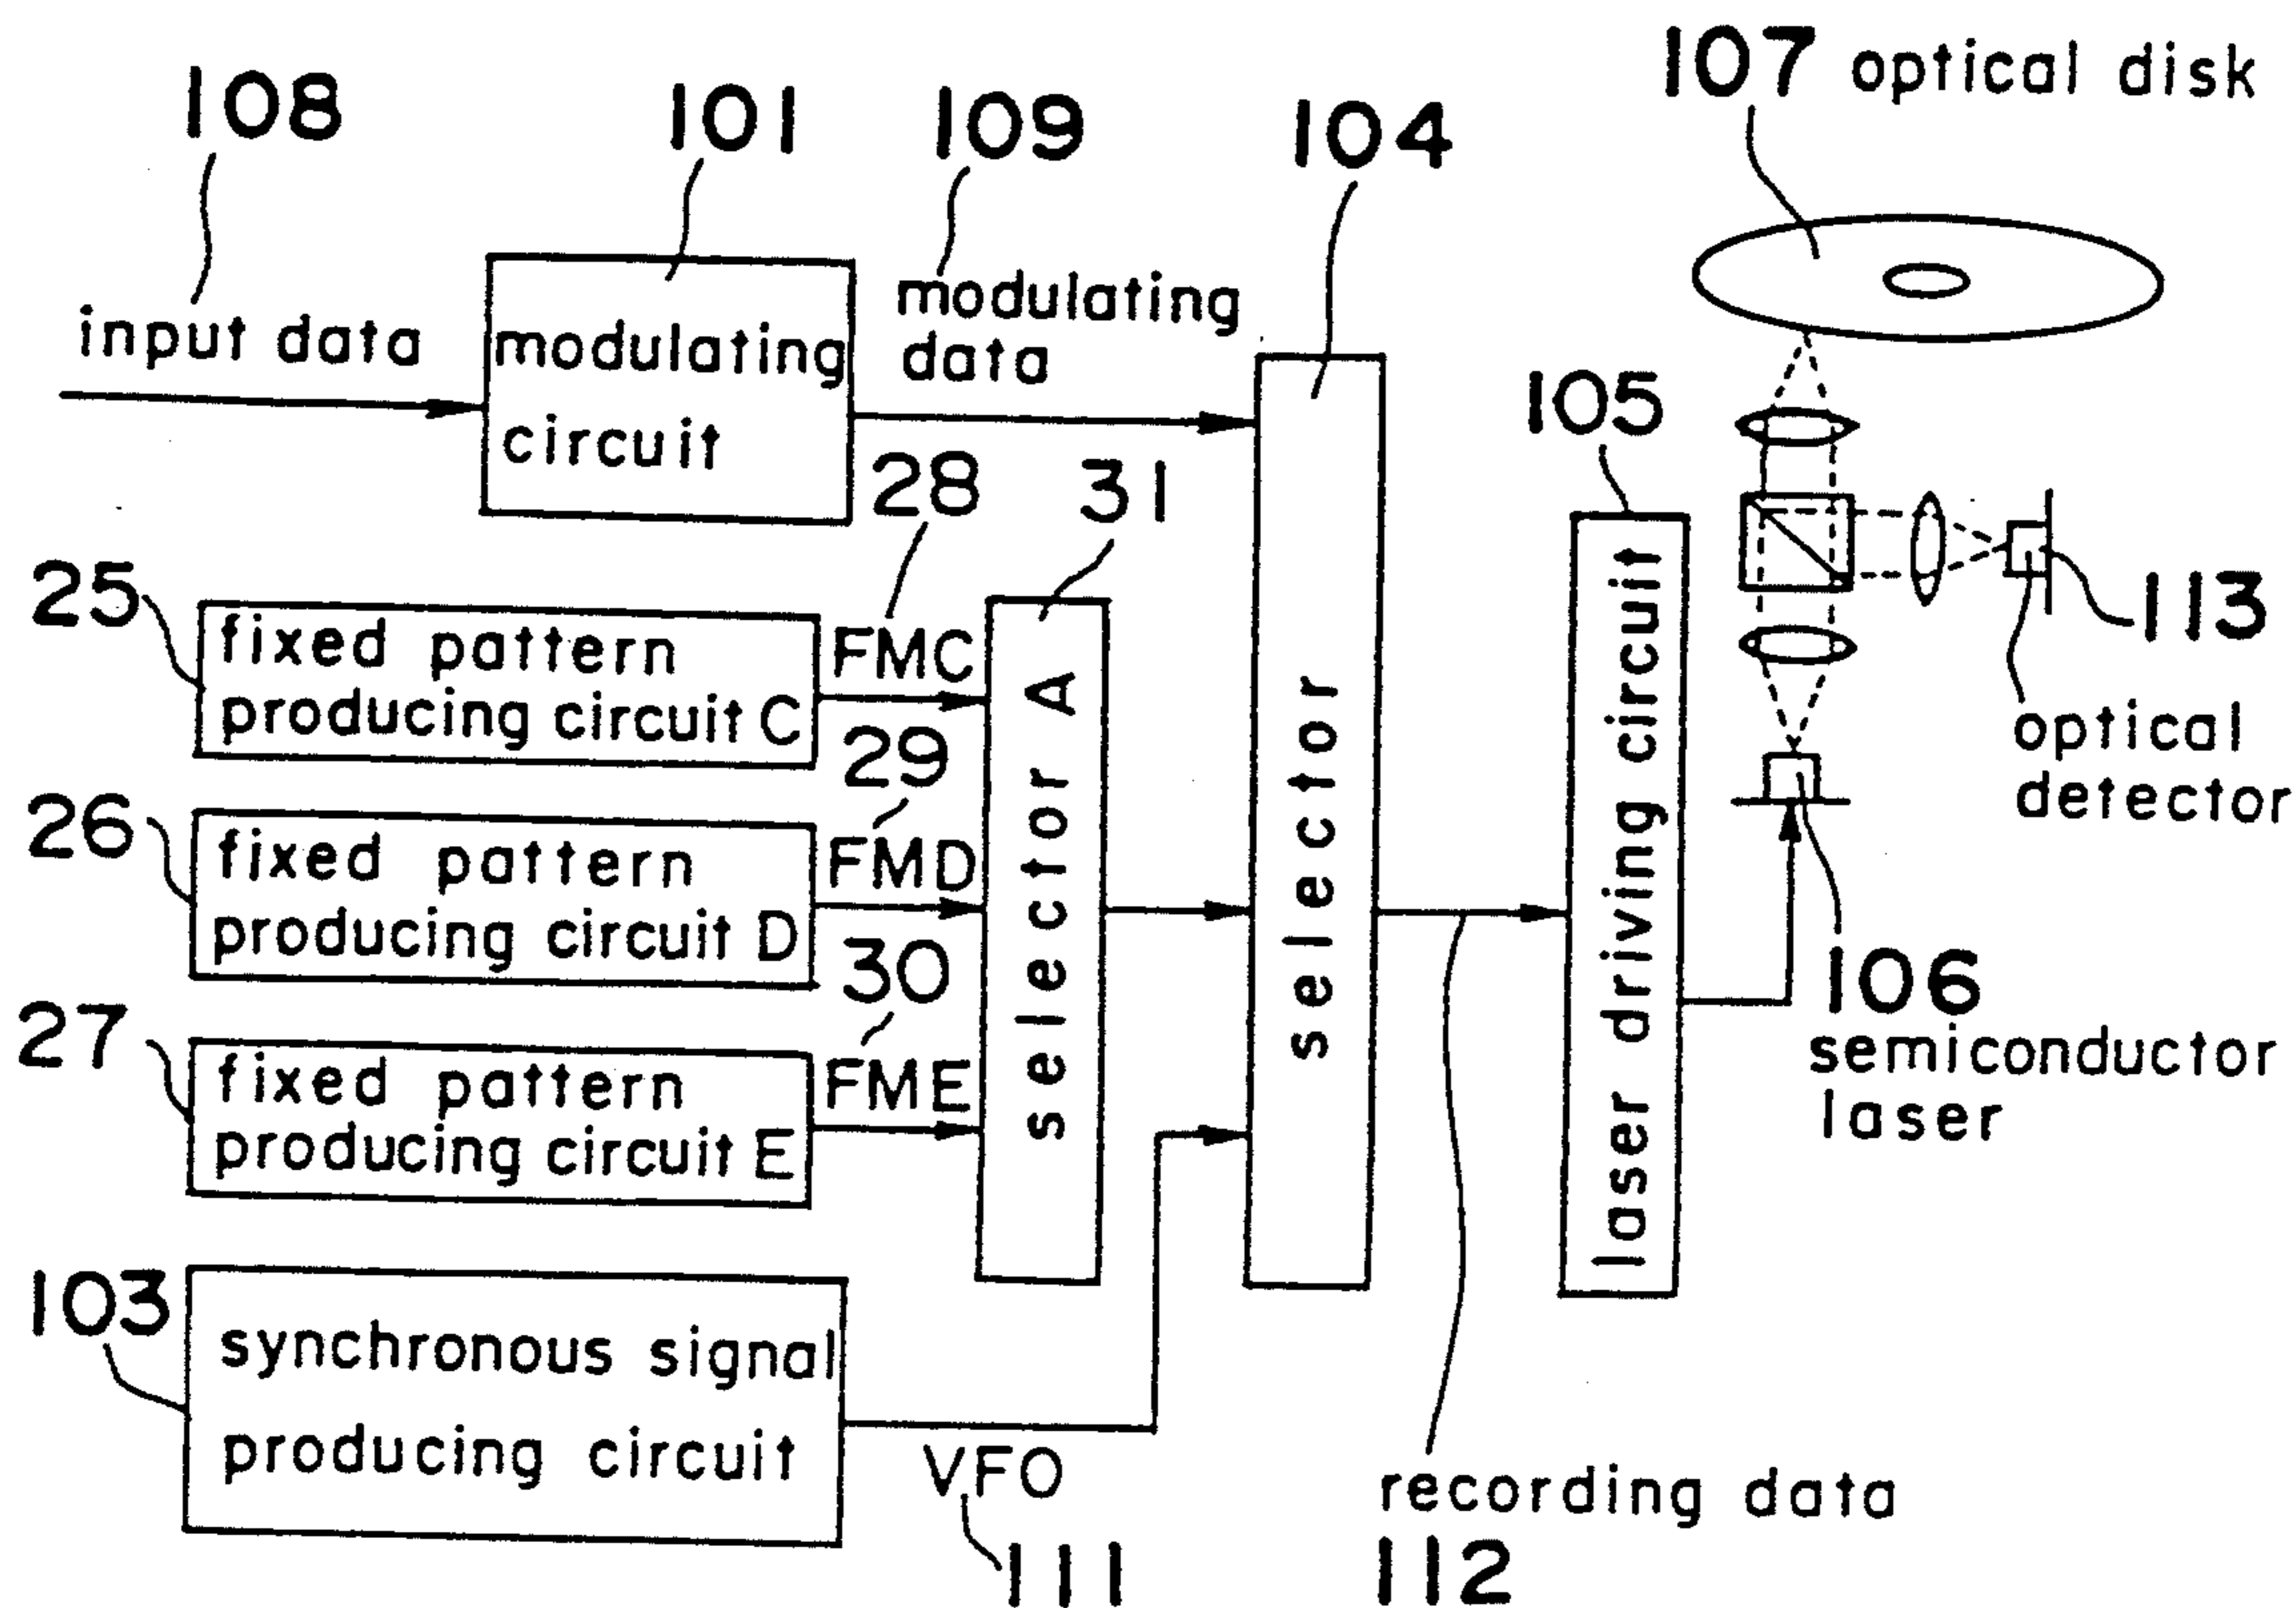 107 optical disk
108
101
109
104
input data
modulating
circuit
modulating
data
105
28
31
113
25
fixed pattern
producing circuit C
FMC
29
optical
detector
26
fixed pattern
producing circuit D
FMD
30
selector A
selector
laser driving circuit
106
semiconductor
laser
27
fixed pattern
producing circuit E
FME
103
synchronous signal
producing circuit
VFO
111
recording data
112